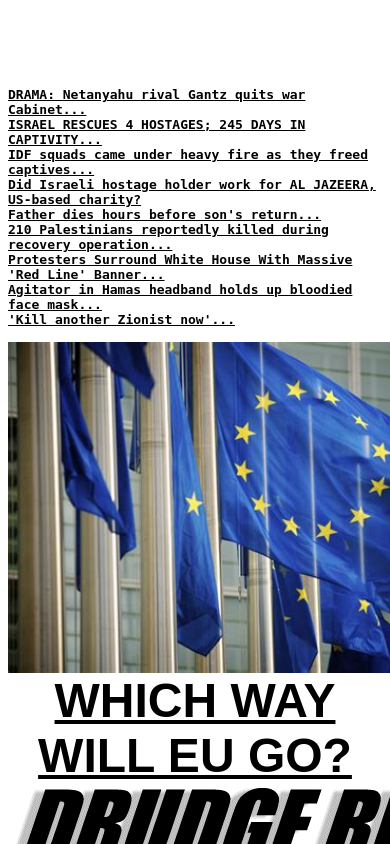 DRAMA: Netanyahu rival Gantz quits war
Cabinet...
ISRAEL RESCUES 4 HOSTAGES; 245 DAYS IN
CAPTIVITY...
IDF squads came under heavy fire as they freed
captives...
Did Israeli hostage holder work for AL JAZEERA,
US-based charity?
Father dies hours before son's return...
210 Palestinians reportedly killed during
recovery operation...
Protesters Surround White House With Massive
'Red Line' Banner...
Agitator in Hamas headband holds up bloodied
face mask...
'Kill another Zionist now'...
WHICH WAY
WILL EU GO?
DRUDGE